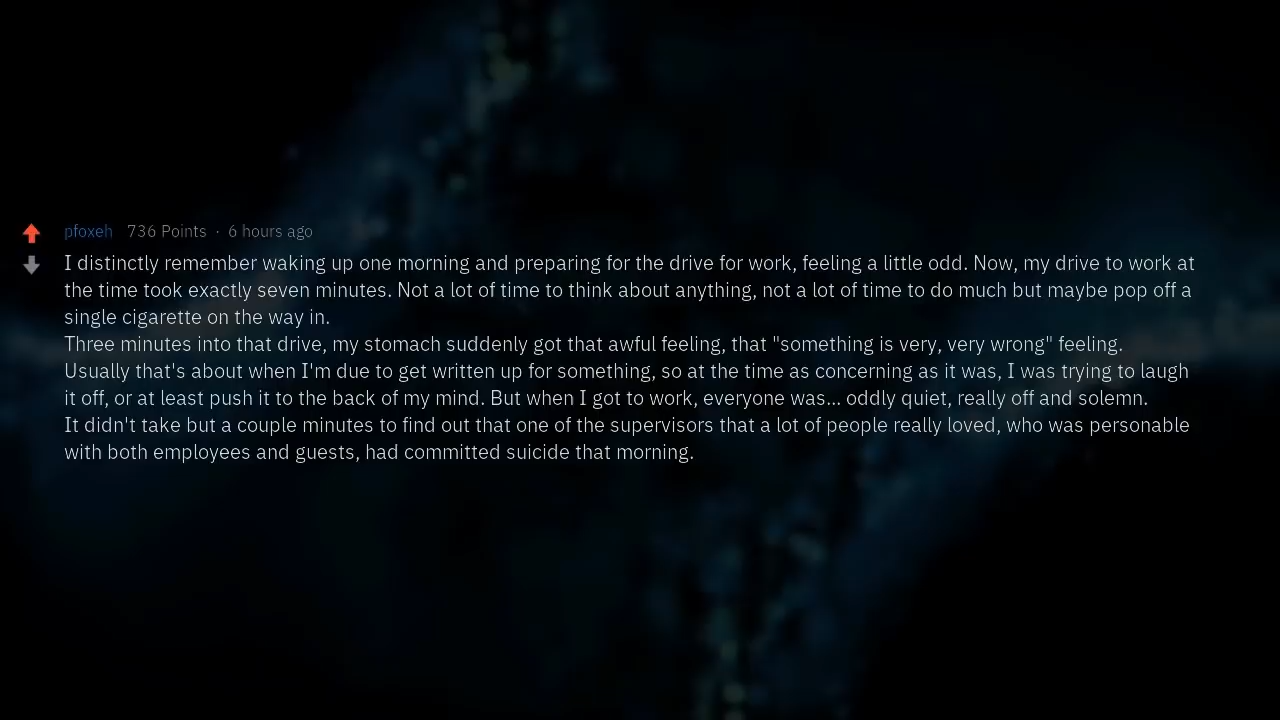 pfoxeh 736 Points · 6 hours ago
I distinctly remember waking up one morning and preparing for the drive for work, feeling a little odd. Now, my drive to work at
the time took exactly seven minutes. Not a lot of time to think about anything, not a lot of time to do much but maybe pop off a
single cigarette on the way in.
Three minutes into that drive, my stomach suddenly got that awful feeling, that "something is very, very wrong" feeling.
Usually that's about when I'm due to get written up for something, so at the time as concerning as it was, I was trying to laugh
it off, or at least push it to the back of my mind. But when I got to work, everyone was... oddly quiet, really off and solemn.
It didn't take but a couple minutes to find out that one of the supervisors that a lot of people really loved, who was personable
with both employees and guests, had committed suicide that morning.